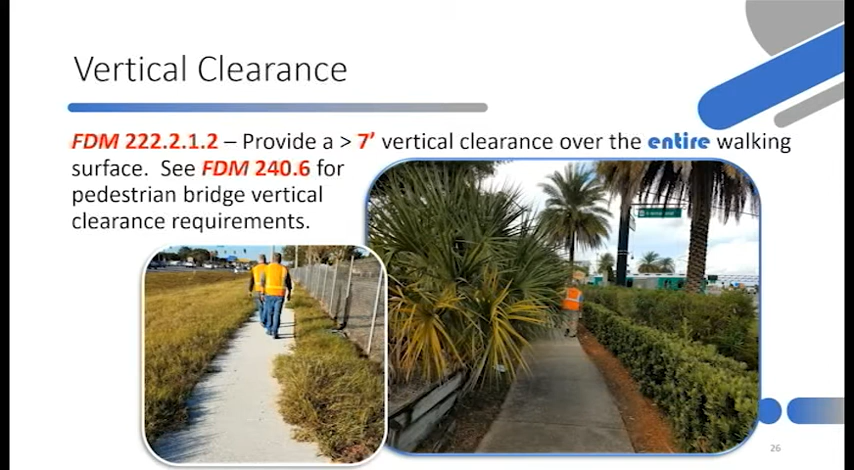 Vertical Clearance
FDM 222.2.1.2 – Provide a > 7' vertical clearance over the entire walking
surface. See FDM 240.6 for
pedestrian bridge vertical
clearance requirements.
26